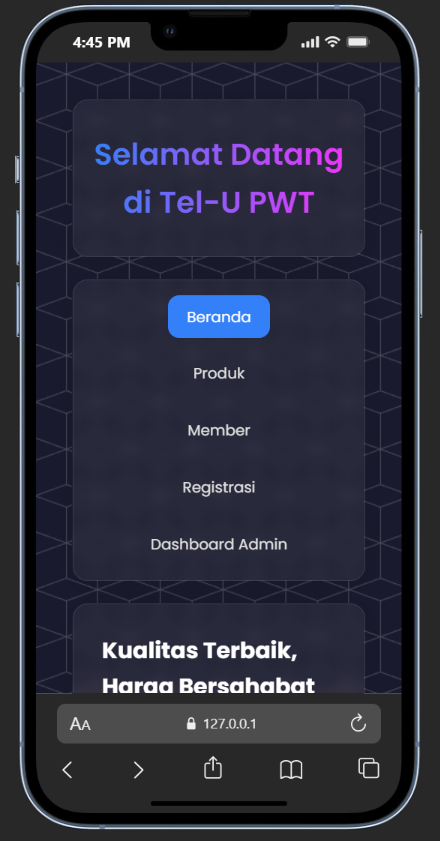 4:45 PM
Selamat Datang
di Tel-U PWT
Beranda
Produk
Member
Registrasi
Dashboard Admin
Kualitas Terbaik,
Harga Bersahabat
AA
127.0.0.1